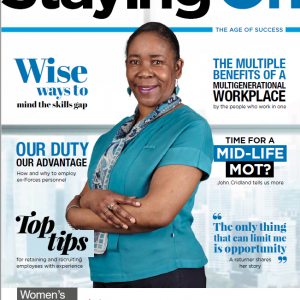 Staying On
THE AGE OF SUCCESS
Wise
ways to
mind the skills gap
THE MULTIPLE
BENEFITS OF A
MULTIGENERATIONAL
WORKPLACE
by the people who work in one
OUR DUTY
OUR ADVANTAGE
How and why to employ
ex-Forces personnel
TIME FOR A
MID-LIFE
MOT?
John Cridland tells us more
Top
tips
for retaining and recruiting
employees with experience
“
The only thing
that can limit me
is opportunity
A returner shares
her story
Women's